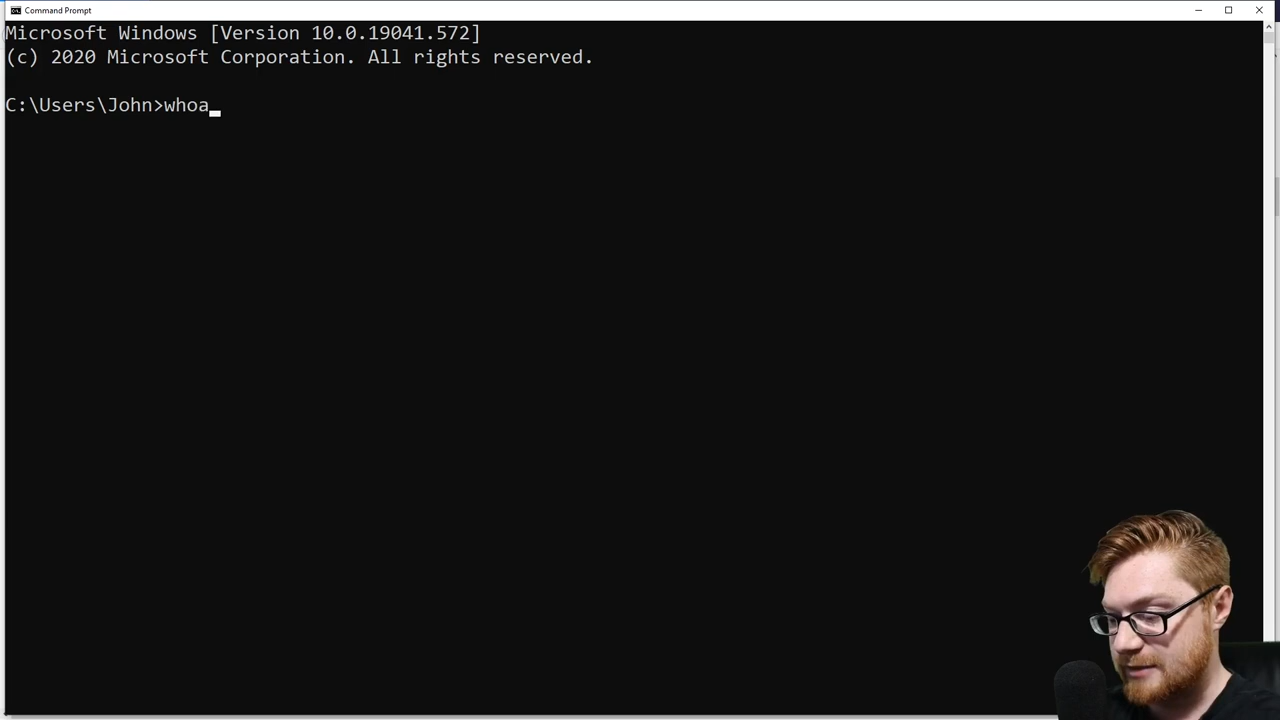 Command Prompt
Microsoft Windows [Version 10.0.19041.572]
(c) 2020 Microsoft Corporation. All rights reserved.
C:\Users\John>whoa